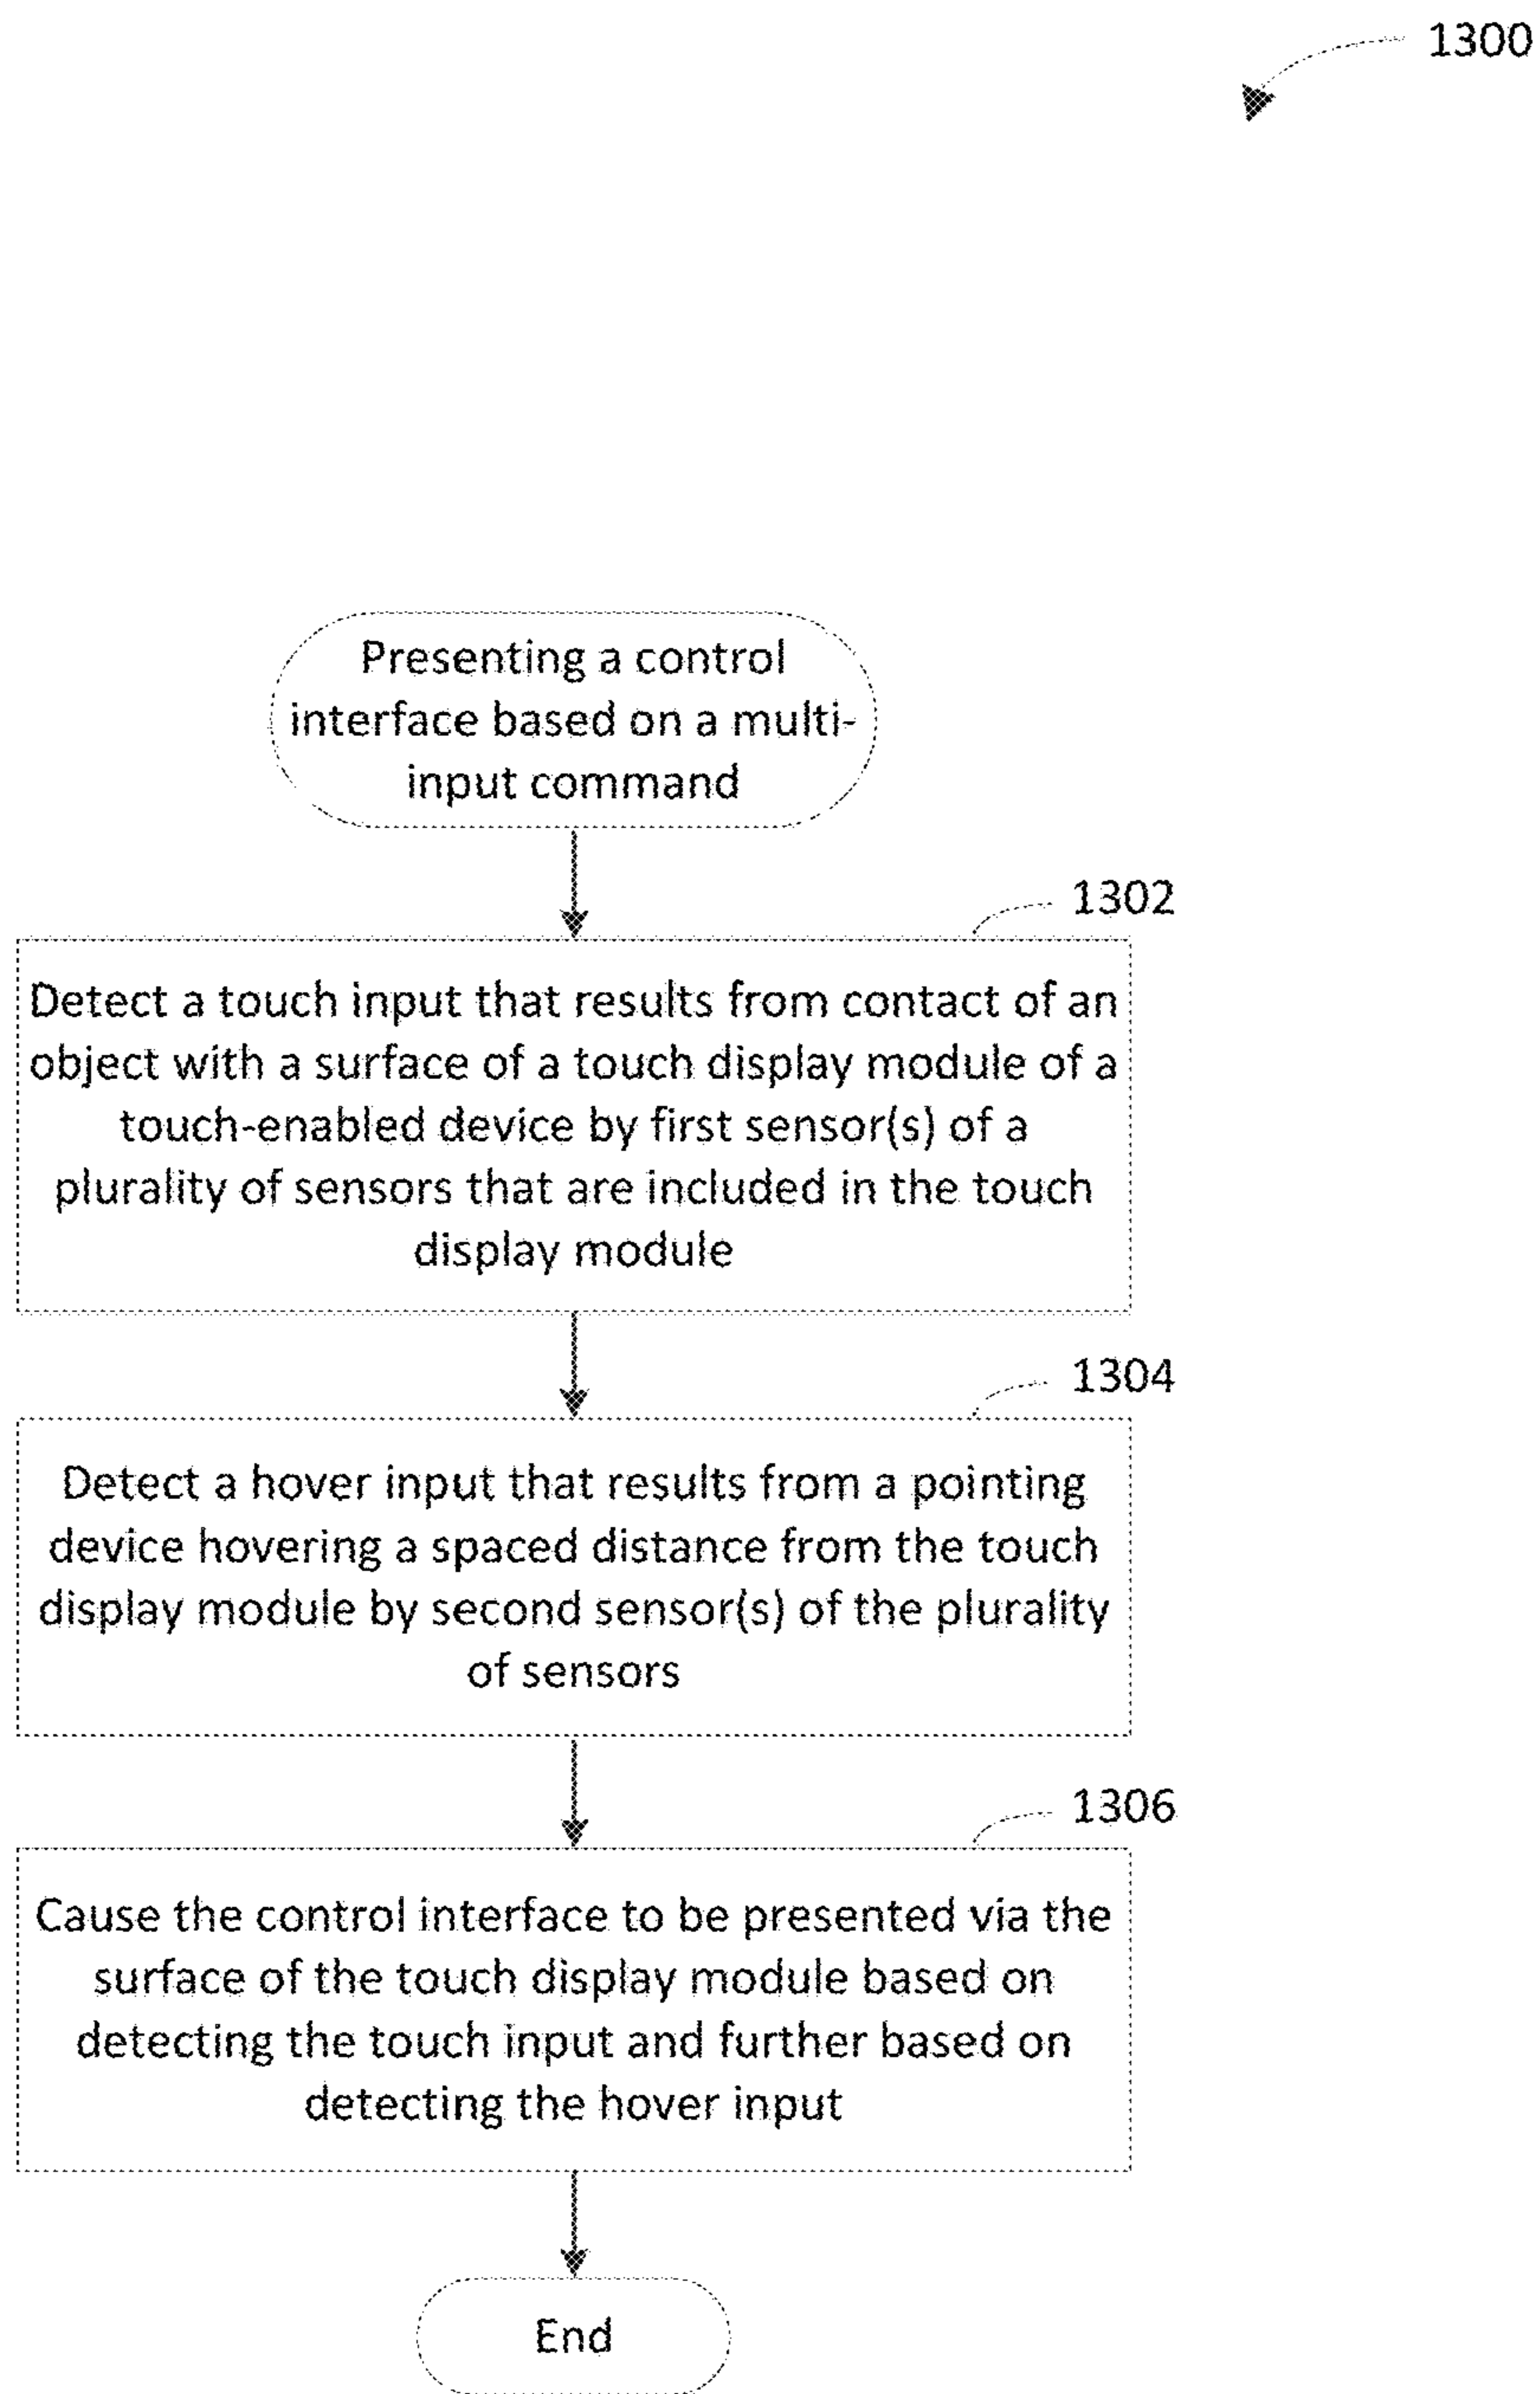 1300
Presenting a control
interface based on a multi-
input command
1302
Detect a touch input that results from contact of an
object with a surface of a touch display module of a
touch-enabled device by first sensor(s) of a
plurality of sensors that are included in the touch
display module
1304
Detect a hover input that results from a pointing
device hovering a spaced distance from the touch
display module by second sensor(s) of the plurality
of sensors
1306
Cause the control interface to be presented via the
surface of the touch display module based on
detecting the touch input and further based on
detecting the hover input
End